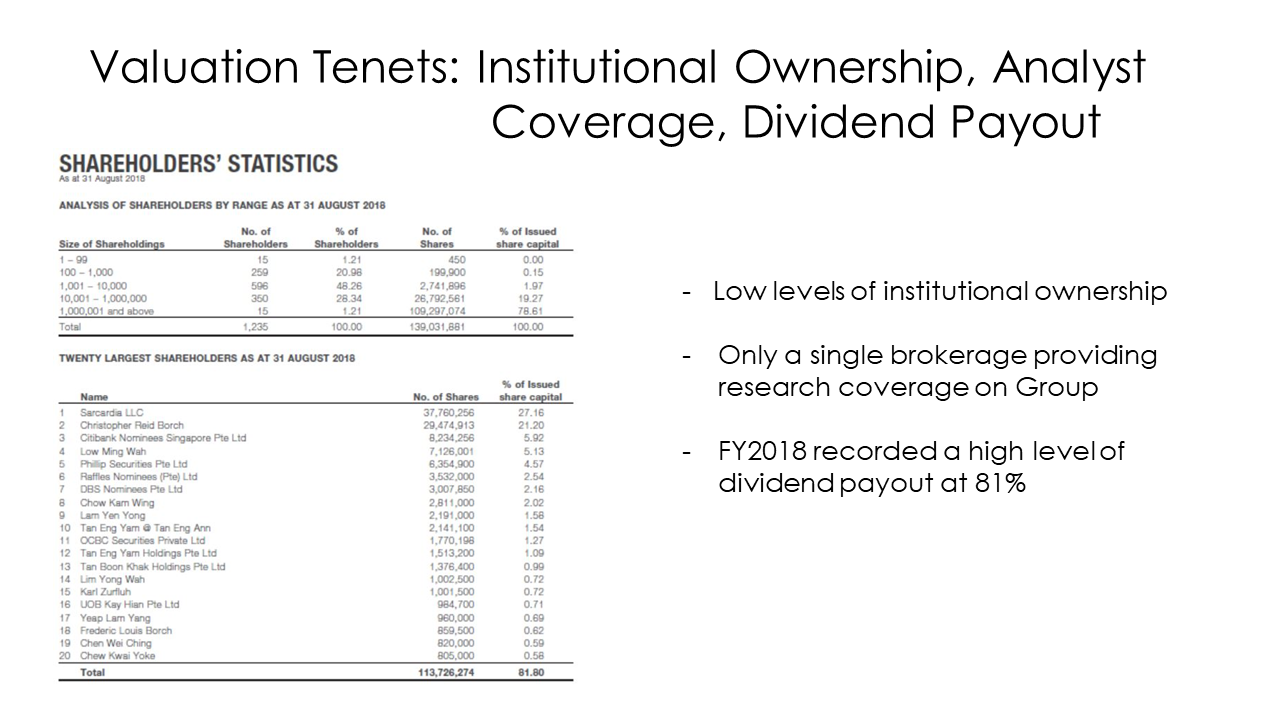 Valuation Tenets: Institutional Ownership, Analyst
Coverage, Dividend Payout
SHAREHOLDERS' STATISTICS
As at 31 August 2018
ANALYSIS OF SHAREHOLDERS BY RANGE AS AT 31 AUGUST 2018
No. of % of No. of % of Issued
Size of Shareholdings Shareholders Shareholders Shares share capital
1 – 99 15 1.21 450 0.00
100 – 1,000 259 20.98 199,900 0.15
1,001 – 10,000 596 48.26 2,741,896 1.97
10,001 – 1,000,000 350 28.34 26,792,561 19.27
1,000,001 and above 15 1.21 109,297,074 78.61
Total 1,235 100.00 139,031,881 100.00
TWENTY LARGEST SHAREHOLDERS AS AT 31 AUGUST 2018
% of Issued
Name No. of Shares share capital
1 Sarcardia LLC 37,760,256 27.16
2 Christopher Reid Borch 29,474,913 21.20
3 Citibank Nominees Singapore Pte Ltd 8,234,256 5.92
4 Low Ming Wah 7,126,001 5.13
5 Phillip Securities Pte Ltd 6,354,900 4.57
6 Raffles Nominees (Pte) Ltd 3,532,000 2.54
7 DBS Nominees Pte Ltd 3,007,850 2.16
8 Chow Kam Wing 2,811,000 2.02
9 Lam Yen Yong 2,191,000 1.58
10 Tan Eng Yam @ Tan Eng Ann 2,141,100 1.54
11 OCBC Securities Private Ltd 1,770,198 1.27
12 Tan Eng Yam Holdings Pte Ltd 1,513,200 1.09
13 Tan Boon Khak Holdings Pte Ltd 1,376,400 0.99
14 Lim Yong Wah 1,002,500 0.72
15 Karl Zurfluh 1,001,500 0.72
16 UOB Kay Hian Pte Ltd 984,700 0.71
17 Yeap Lam Yang 960,000 0.69
18 Frederic Louis Borch 859,500 0.62
19 Chen Wei Ching 820,000 0.59
20 Chew Kwai Yoke 805,000 0.58
Total 113,726,274 81.80
- Low levels of institutional ownership
- Only a single brokerage providing
research coverage on Group
- FY2018 recorded a high level of
dividend payout at 81%